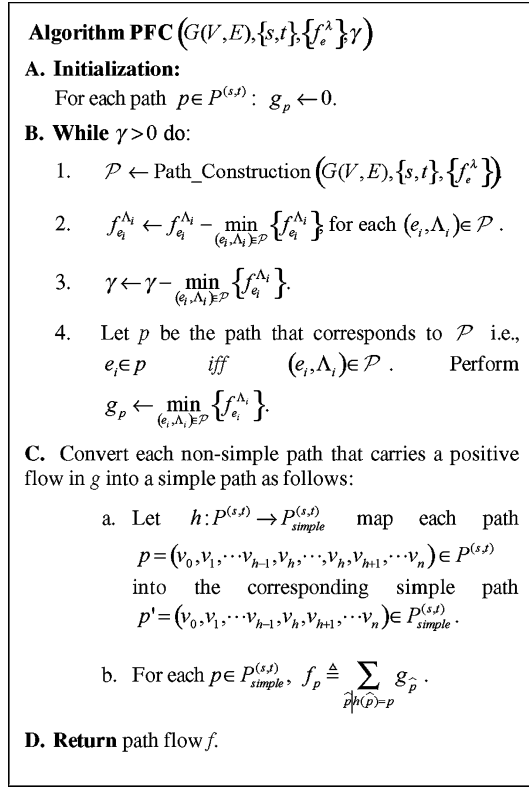 Algorithm PFC (G(V,E),{s,t},{f_e^λ},γ)
A. Initialization:
For each path p∈ P^(s,t) : g_p ←0.
B. While γ>0 do:
1. 𝒫 ← Path_Construction (G(V,E),{s,t},{f_e^λ})
2. f_{e_i}^{Λ_i} ← f_{e_i}^{Λ_i} − min_{(e_i,Λ_i)∈𝒫} {f_{e_i}^{Λ_i}}, for each (e_i,Λ_i)∈ 𝒫 .
3. γ←γ− min_{(e_i,Λ_i)∈𝒫} {f_{e_i}^{Λ_i}}.
4. Let p be the path that corresponds to 𝒫 i.e.,
e_i∈p iff (e_i,Λ_i)∈𝒫 . Perform
g_p ← min_{(e_i,Λ_i)∈𝒫} {f_{e_i}^{Λ_i}}.
C. Convert each non-simple path that carries a positive
flow in g into a simple path as follows:
a. Let h:P^(s,t) →P_simple^(s,t) map each path
p=(v_0,v_1,⋯v_{h−1},v_h,⋯,v_h,v_{h+1},⋯v_n)∈ P^(s,t)
into the corresponding simple path
p'=(v_0,v_1,⋯v_{h−1},v_h,v_{h+1},⋯v_n)∈ P_simple^(s,t) .
b. For each p∈ P_simple^(s,t), f_p ≜ ∑_{p̂|h(p̂)=p} g_p̂ .
D. Return path flow f.